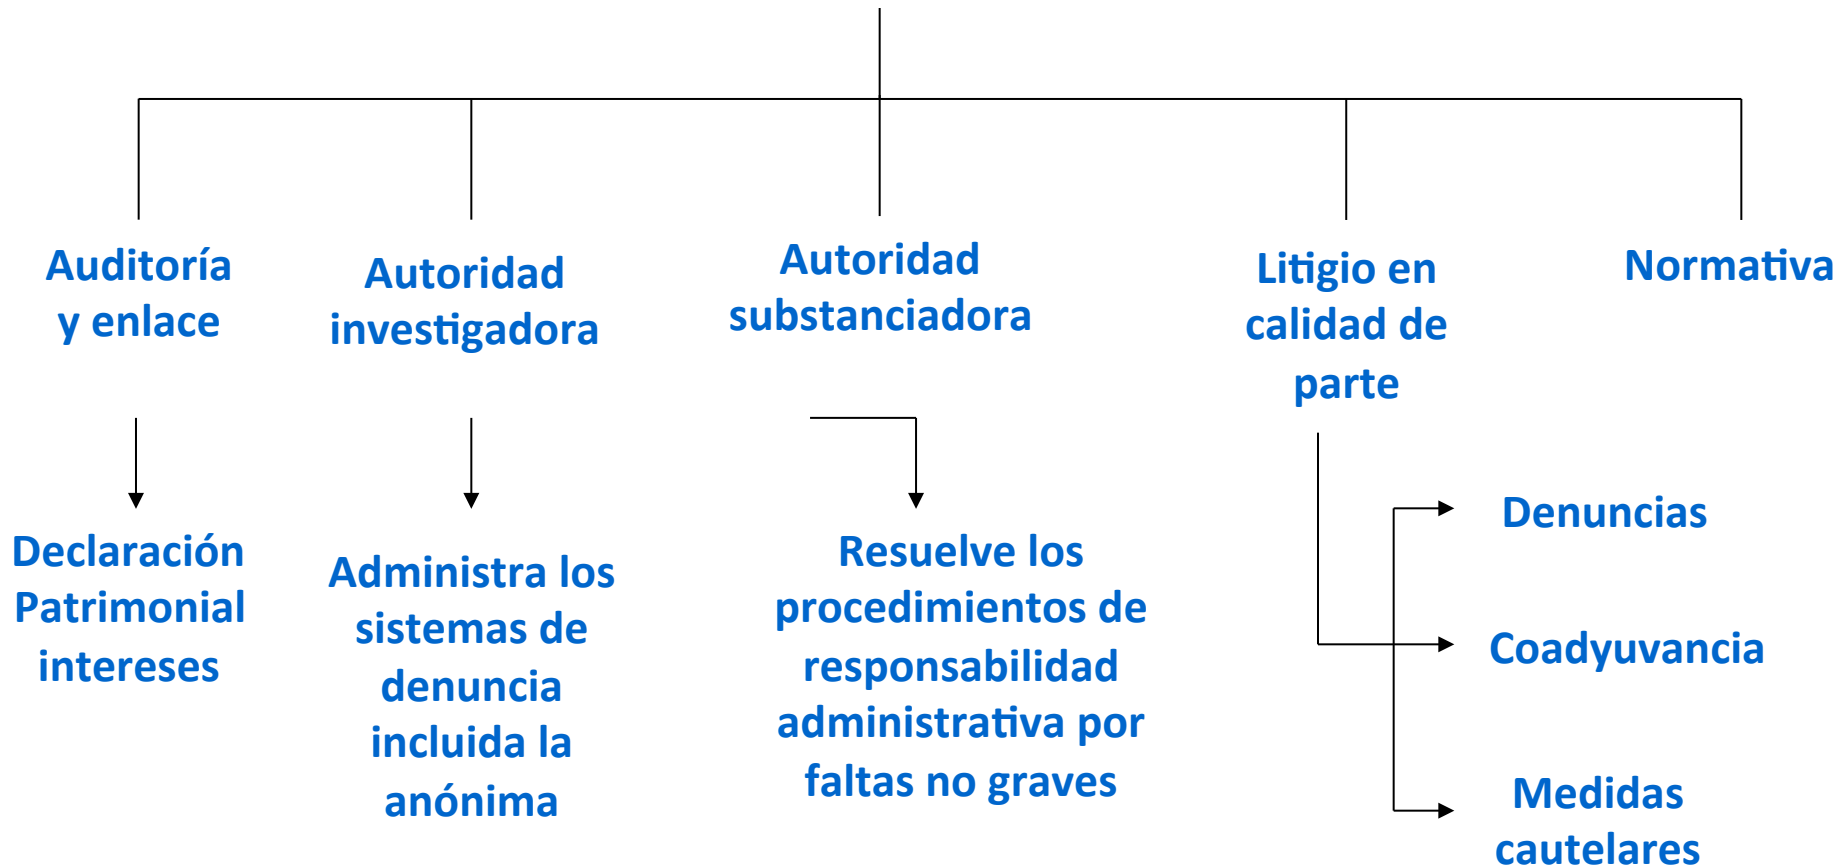 Auditoría
y enlace
Autoridad
investigadora
Autoridad
substanciadora
Litigio en
calidad de
parte
Normativa
Declaración
Patrimonial
intereses
Administra los
sistemas de
denuncia
incluida la
anónima
Resuelve los
procedimientos de
responsabilidad
administrativa por
faltas no graves
Denuncias
Coadyuvancia
Medidas
cautelares